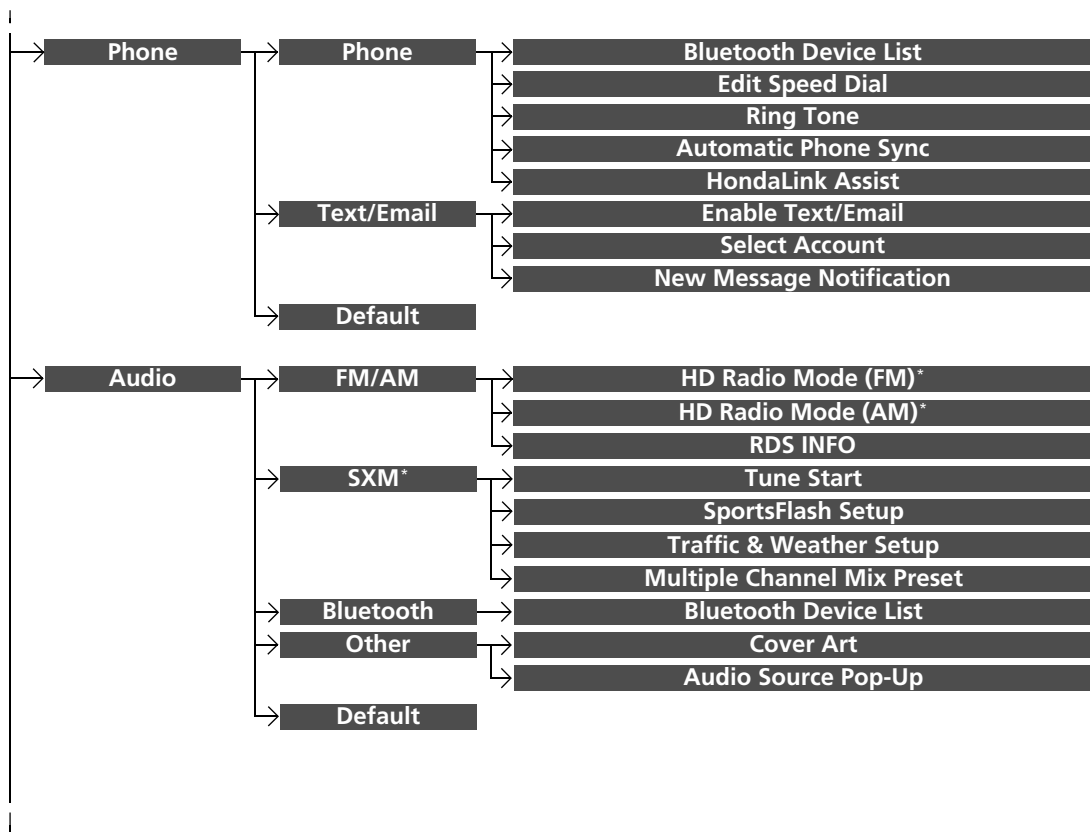 Phone Phone Bluetooth Device List
Edit Speed Dial
Ring Tone
Automatic Phone Sync
HondaLink Assist
Text/Email Enable Text/Email
Select Account
New Message Notification
Default
Audio FM/AM HD Radio Mode (FM)*
HD Radio Mode (AM)*
RDS INFO
SXM* Tune Start
SportsFlash Setup
Traffic & Weather Setup
Multiple Channel Mix Preset
Bluetooth Bluetooth Device List
Other Cover Art
Audio Source Pop-Up
Default